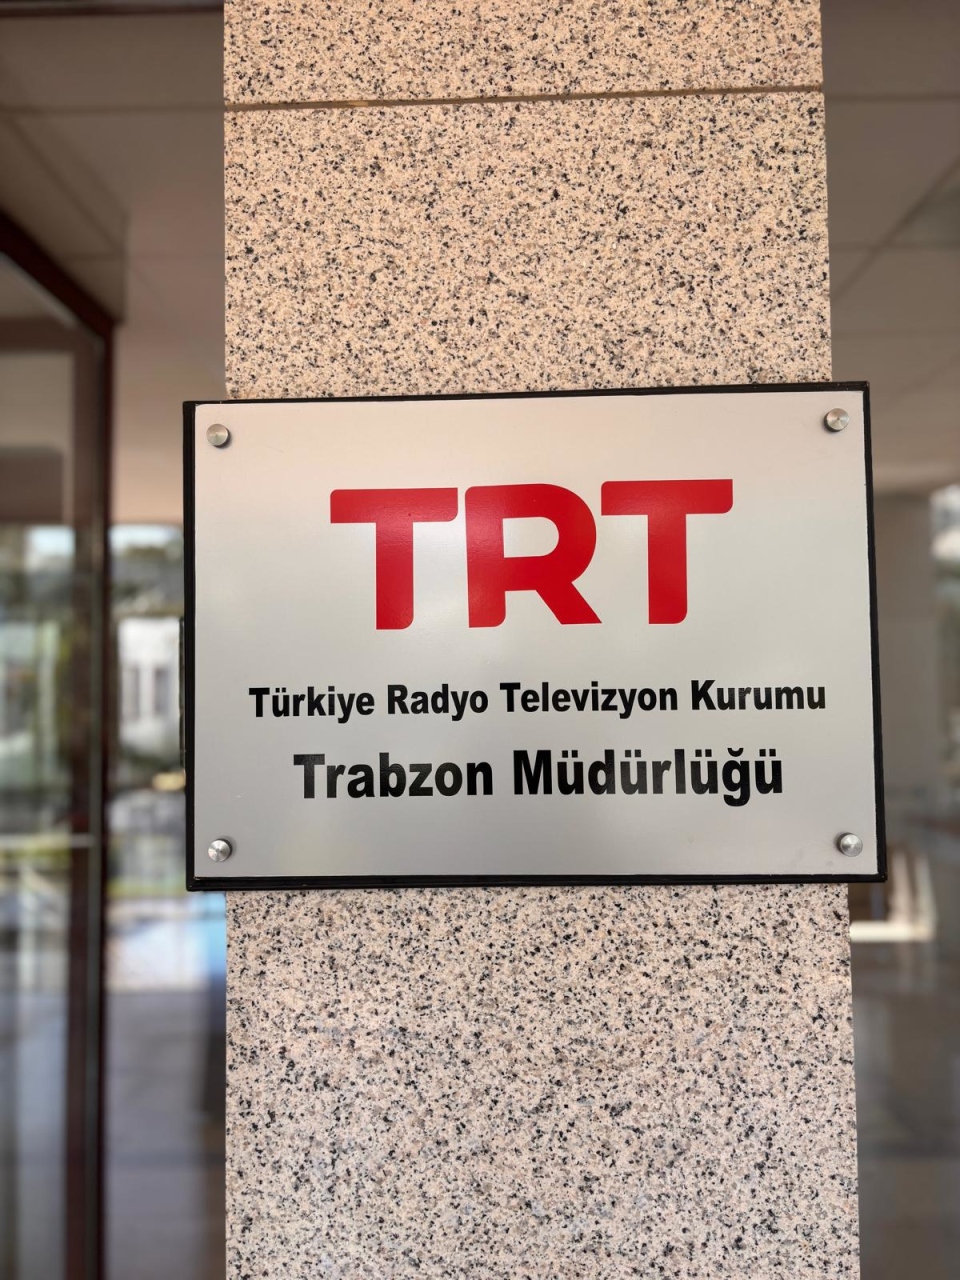 TRT
Türkiye Radyo Televizyon Kurumu
Trabzon Müdürlüğü